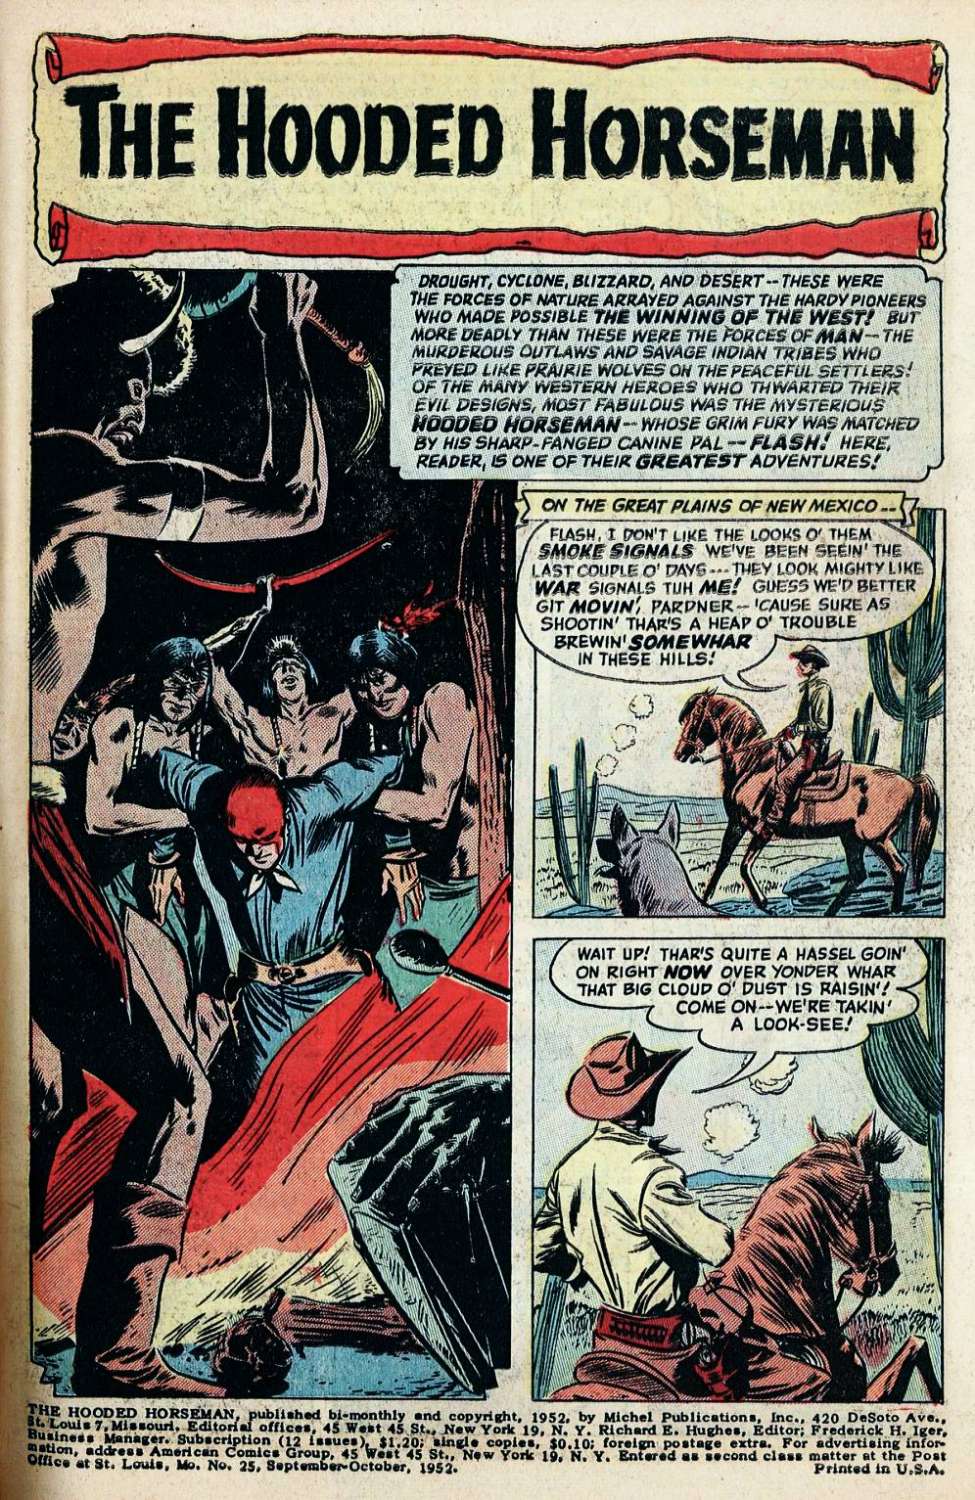 THE HOODED HORSEMAN
DROUGHT, CYCLONE, BLIZZARD, AND DESERT -- THESE WERE
THE FORCES OF NATURE ARRAYED AGAINST THE HARDY PIONEERS
WHO MADE POSSIBLE THE WINNING OF THE WEST! BUT
MORE DEADLY THAN THESE WERE THE FORCES OF MAN -- THE
MURDEROUS OUTLAWS AND SAVAGE INDIAN TRIBES WHO
PREYED LIKE PRAIRIE WOLVES ON THE PEACEFUL SETTLERS!
OF THE MANY WESTERN HEROES WHO THWARTED THEIR
EVIL DESIGNS, MOST FABULOUS WAS THE MYSTERIOUS
HOODED HORSEMAN -- WHOSE GRIM FURY WAS MATCHED
BY HIS SHARP-FANGED CANINE PAL -- FLASH! HERE,
READER, IS ONE OF THEIR GREATEST ADVENTURES!
ON THE GREAT PLAINS OF NEW MEXICO --
FLASH, I DON'T LIKE THE LOOKS O' THEM
SMOKE SIGNALS WE'VE BEEN SEEIN' THE
LAST COUPLE O' DAYS --- THEY LOOK MIGHTY LIKE
WAR SIGNALS TUH ME! GUESS WE'D BETTER
GIT MOVIN', PARDNER -- 'CAUSE SURE AS
SHOOTIN' THAR'S A HEAP O' TROUBLE
BREWIN' SOMEWHAR
IN THESE HILLS!
WAIT UP! THAR'S QUITE A HASSEL GOIN'
ON RIGHT NOW OVER YONDER WHAR
THAT BIG CLOUD O' DUST IS RAISIN'!
COME ON -- WE'RE TAKIN'
A LOOK-SEE!
THE HOODED HORSEMAN, published bi-monthly and copyright, 1952, by Michel Publications, Inc., 420 DeSoto Ave.,
St. Louis 7, Missouri. Editorial offices, 45 West 45 St., New York 19, N. Y. Richard E. Hughes, Editor; Frederick H. Iger,
Business Manager. Subscription (12 issues), $1.20; single copies, $0.10; foreign postage extra. For advertising infor-
mation, address American Comics Group, 45 West 45 St., New York 19, N. Y. Entered as second class matter at the Post
Office at St. Louis, Mo. No. 25, September-October, 1952.
Printed in U.S.A.